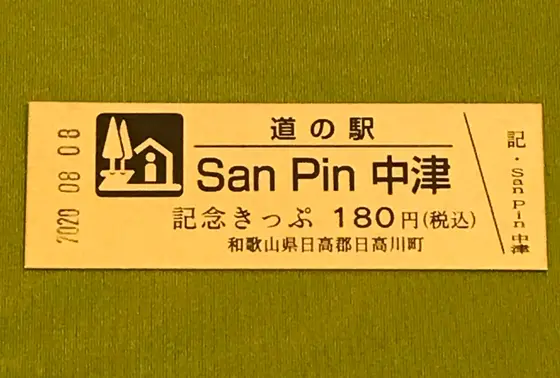 2020 08 08
道の駅
San Pin 中津
記念きっぷ 180円(税込)
和歌山県日高郡日高川町
記・San Pin 中津